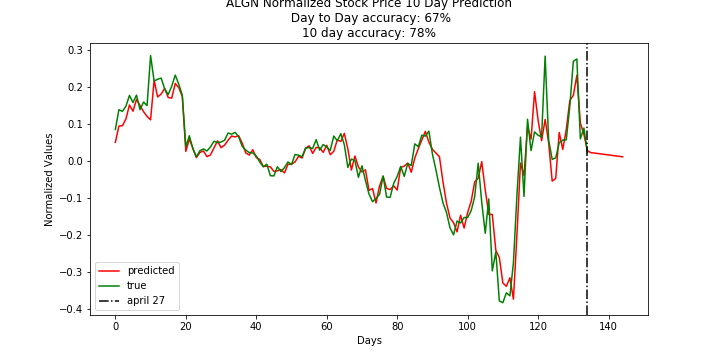 ALGN Normalized Stock Price 10 Day Prediction
Day to Day accuracy: 67%
10 day accuracy: 78%
0.3
0.2
0.1
0.0
−0.1
−0.2
−0.3
−0.4
Normalized Values
predicted
true
april 27
0 20 40 60 80 100 120 140
Days